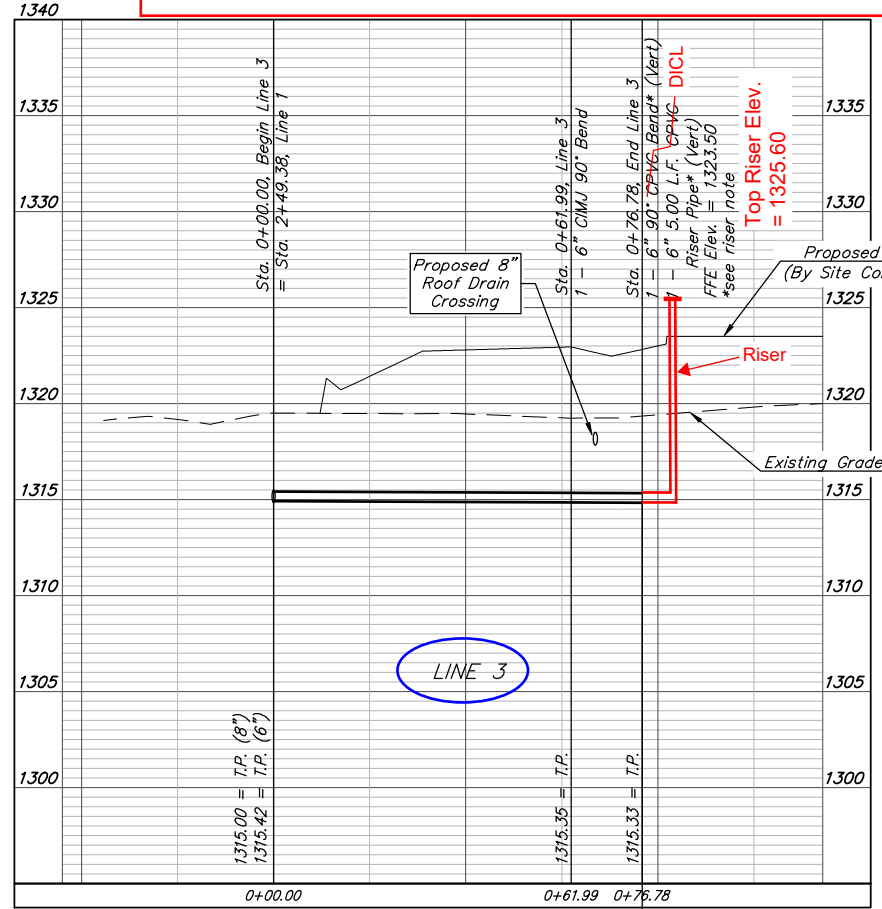 1340
1335
1330
1325
1320
1315
1310
1305
1300
Sta. 0+00.00, Begin Line 3
= Sta. 2+49.38, Line 1
Proposed 8"
Roof Drain
Crossing
Sta. 0+61.99, Line 3
1 - 6" CIMJ 90° Bend
Sta. 0+76.78, End Line 3
1 - 6" 90° CPVC Bend* (Vert)
1 - 6" 5.00 L.F. CPVC
Riser Pipe* (Vert)
FFE Elev. = 1323.50
*see riser note
DICL
Top Riser Elev.
= 1325.60
Proposed
(By Site Co
Riser
Existing Grade
LINE 3
1315.00 = T.P. (8")
1315.42 = T.P. (6")
1315.35 = T.P.
1315.33 = T.P.
1335
1330
1325
1320
1315
1310
1305
1300
0+00.00
0+61.99
0+76.78